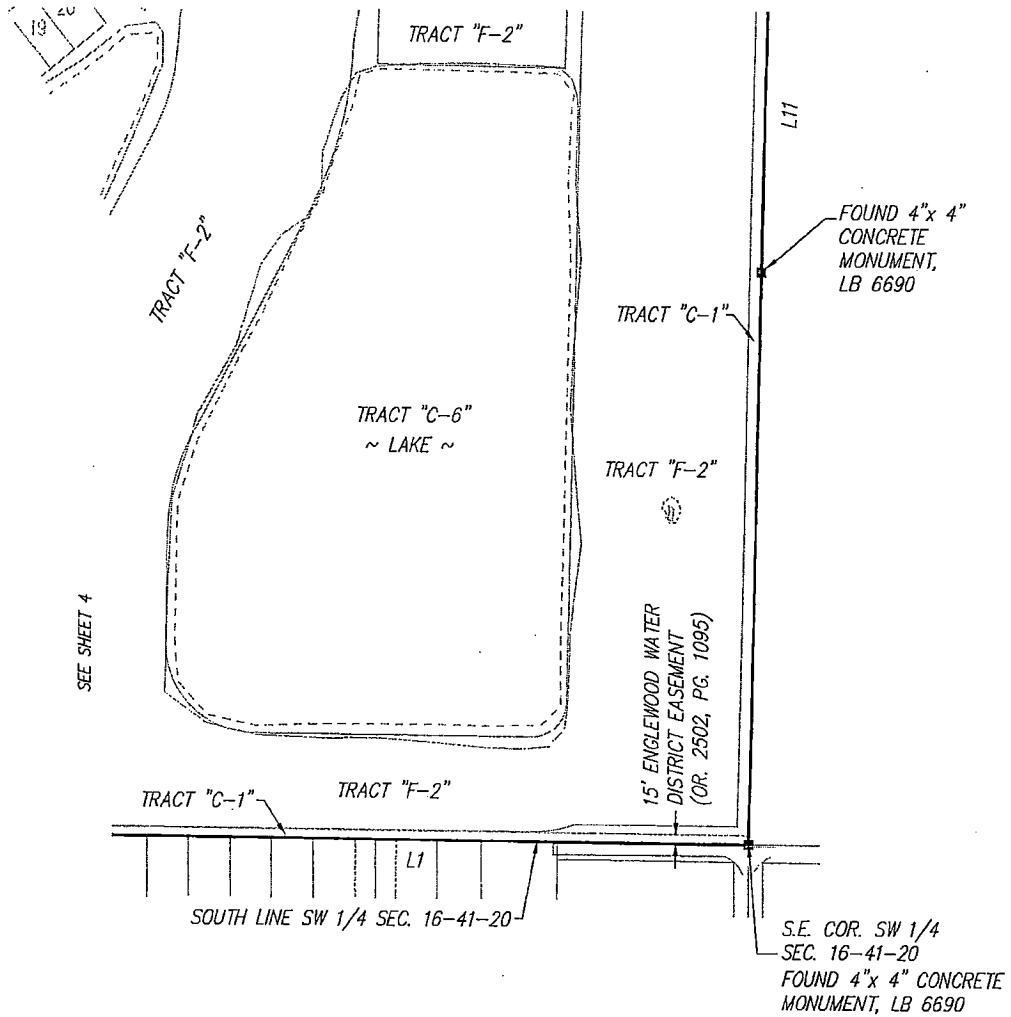 19
20
TRACT "F-2"
L11
FOUND 4"x 4"
CONCRETE
MONUMENT,
LB 6690
TRACT "F-2"
TRACT "C-1"
TRACT "C-6"
~ LAKE ~
TRACT "F-2"
SEE SHEET 4
15' ENGLEWOOD WATER
DISTRICT EASEMENT
(OR. 2502, PG. 1095)
TRACT "C-1"
TRACT "F-2"
L1
SOUTH LINE SW 1/4 SEC. 16-41-20
S.E. COR. SW 1/4
SEC. 16-41-20
FOUND 4"x 4" CONCRETE
MONUMENT, LB 6690